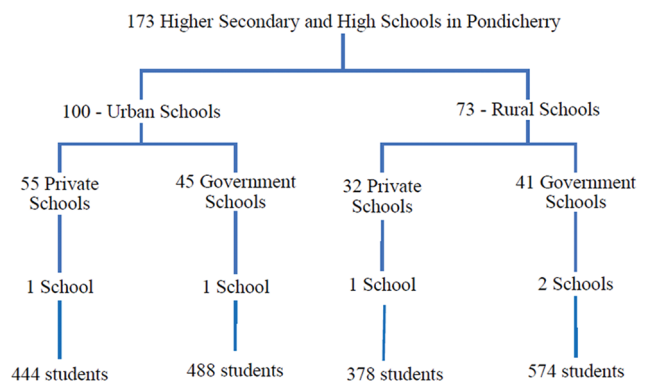 173 Higher Secondary and High Schools in Pondicherry
100 - Urban Schools
73 - Rural Schools
55 Private
Schools
45 Government
Schools
32 Private
Schools
41 Government
Schools
1 School
1 School
1 School
2 Schools
444 students
488 students
378 students
574 students